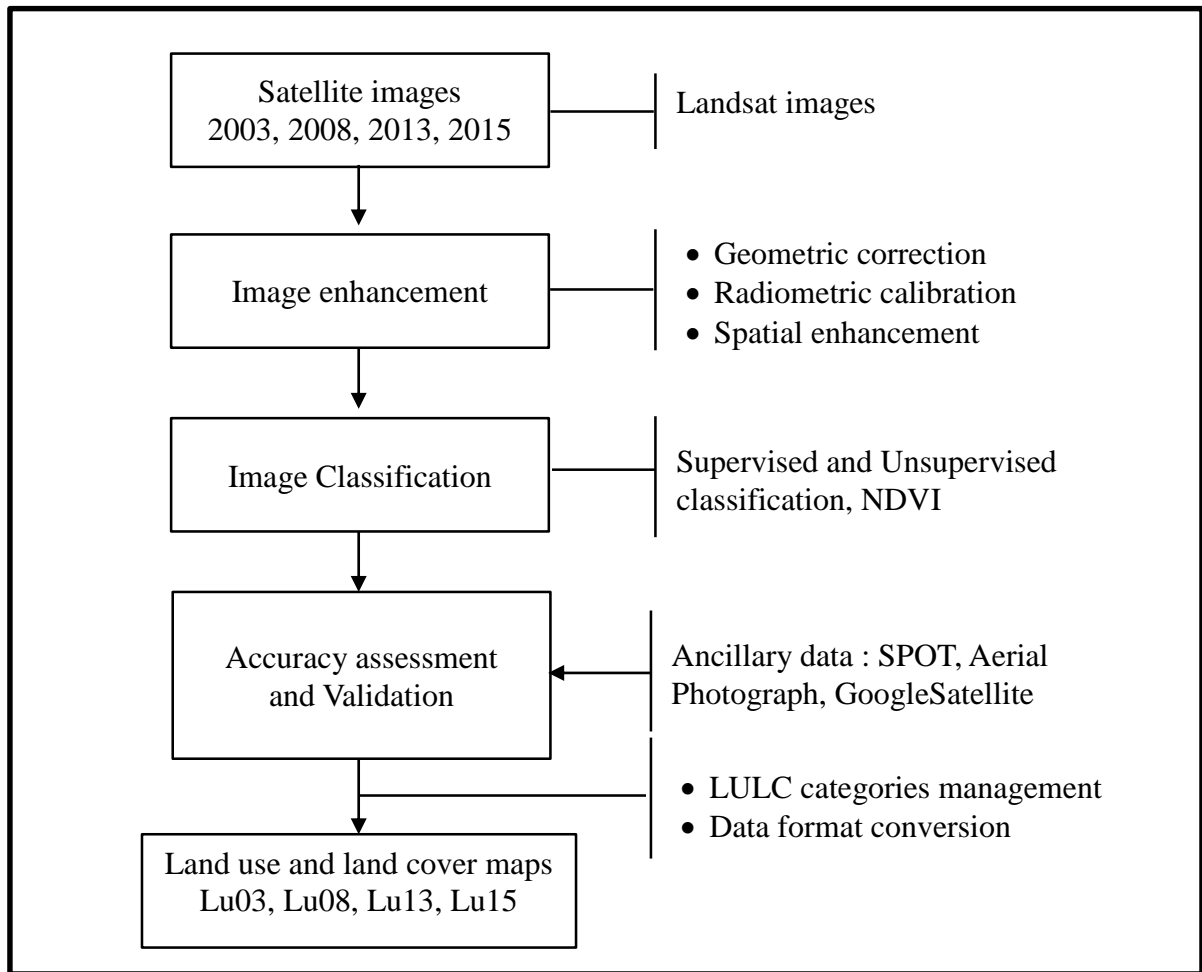 Satellite images
2003, 2008, 2013, 2015
Landsat images
Image enhancement
• Geometric correction
• Radiometric calibration
• Spatial enhancement
Image Classification
Supervised and Unsupervised
classification, NDVI
Accuracy assessment
and Validation
Ancillary data : SPOT, Aerial
Photograph, GoogleSatellite
• LULC categories management
• Data format conversion
Land use and land cover maps
Lu03, Lu08, Lu13, Lu15